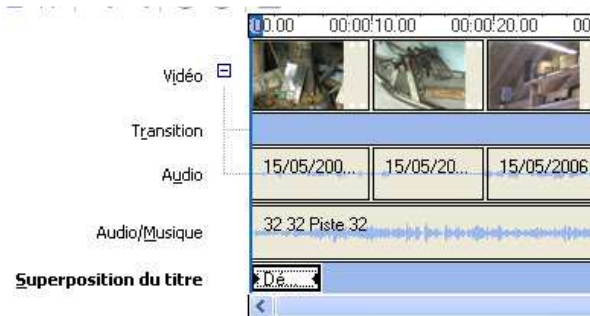 0.00 00:00:10.00 00:00:20.00 00
Vidéo
Transition
Audio 15/05/200... 15/05/20... 15/05/2006
Audio/Musique 32 32 Piste 32
Superposition du titre Dé...